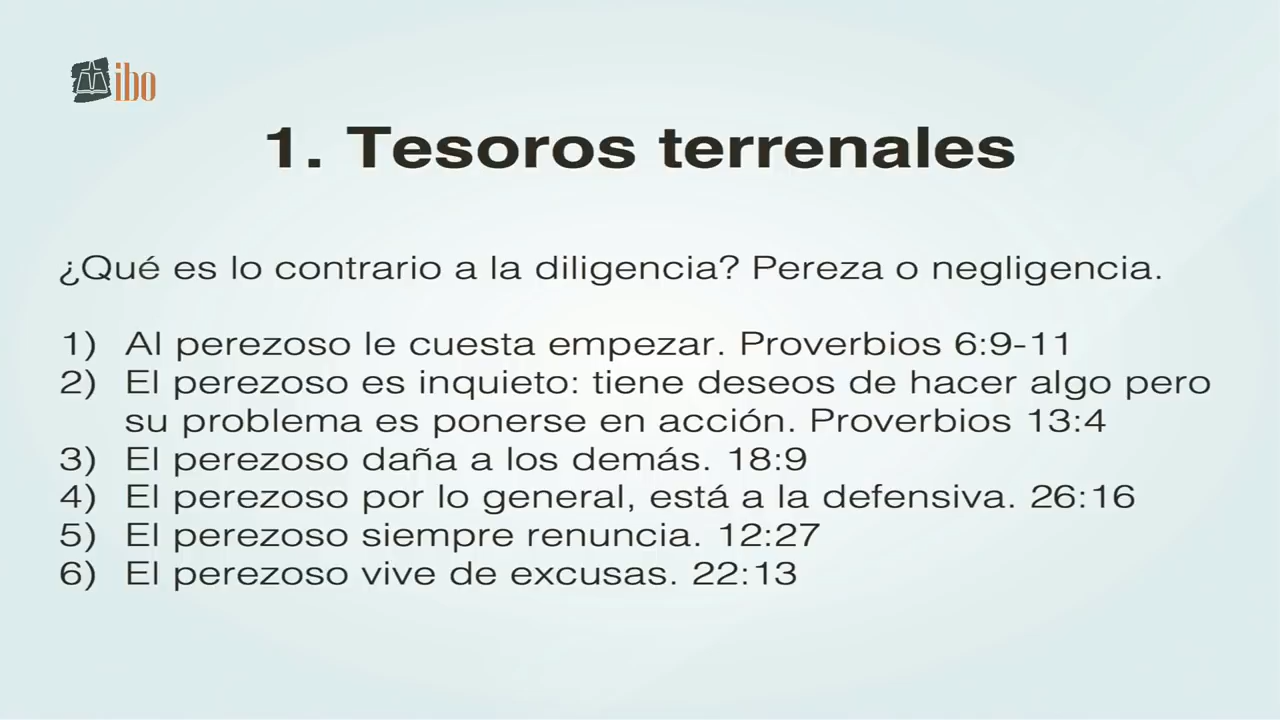 ibo
1. Tesoros terrenales
¿Qué es lo contrario a la diligencia? Pereza o negligencia.
1) Al perezoso le cuesta empezar. Proverbios 6:9-11
2) El perezoso es inquieto: tiene deseos de hacer algo pero
su problema es ponerse en acción. Proverbios 13:4
3) El perezoso daña a los demás. 18:9
4) El perezoso por lo general, está a la defensiva. 26:16
5) El perezoso siempre renuncia. 12:27
6) El perezoso vive de excusas. 22:13